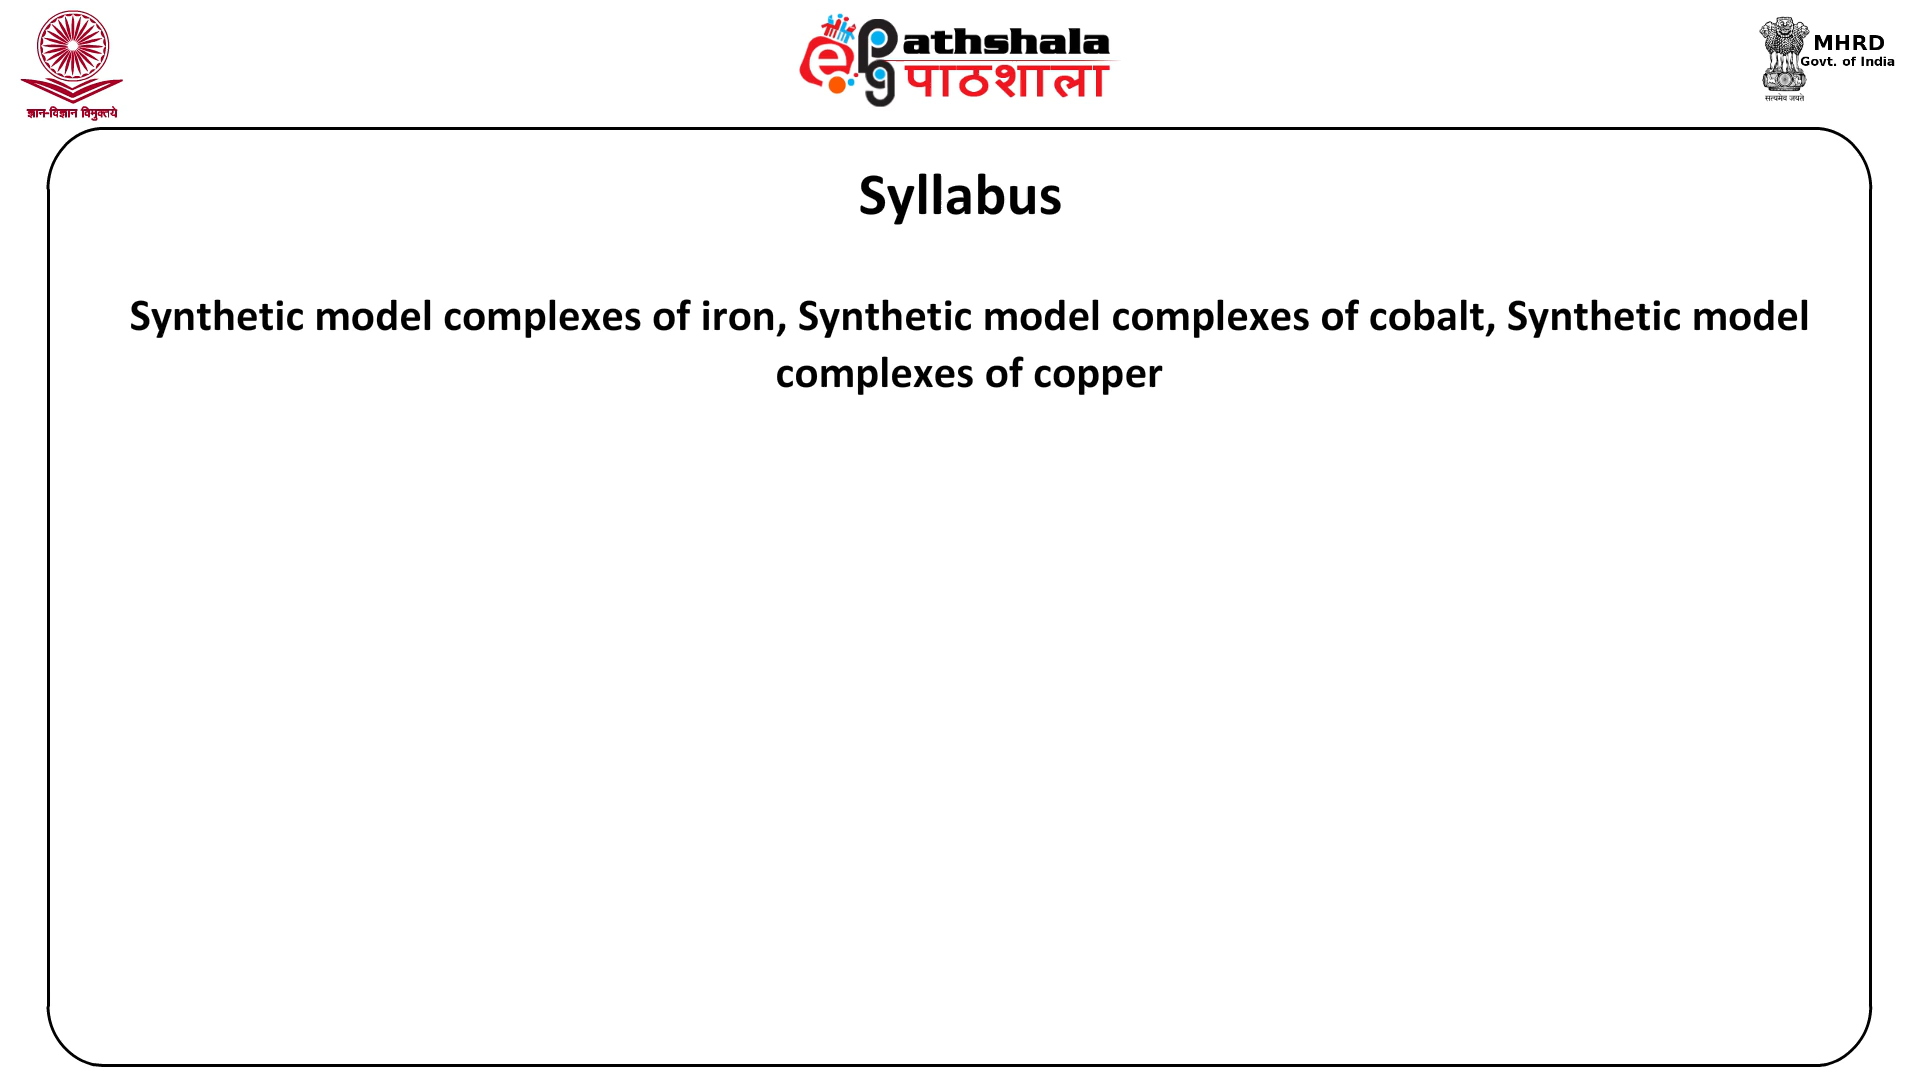 ज्ञान-विज्ञान विमुक्तये
epg
athshala
पाठशाला
MHRD
Govt. of India
सत्यमेव जयते
Syllabus
Synthetic model complexes of iron, Synthetic model complexes of cobalt, Synthetic model
complexes of copper